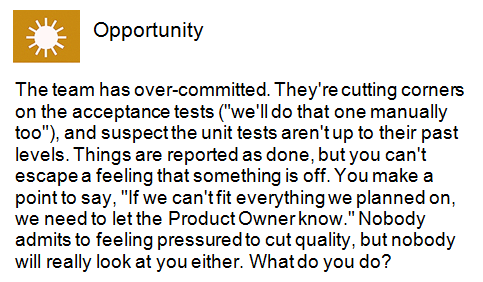 Opportunity
The team has over-committed. They're cutting corners
on the acceptance tests ("we'll do that one manually
too"), and suspect the unit tests aren't up to their past
levels. Things are reported as done, but you can't
escape a feeling that something is off. You make a
point to say, "If we can't fit everything we planned on,
we need to let the Product Owner know." Nobody
admits to feeling pressured to cut quality, but nobody
will really look at you either. What do you do?